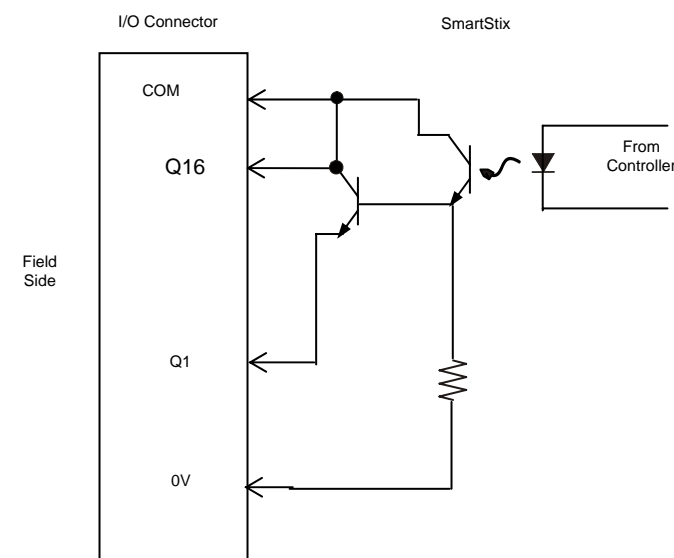 I/O Connector
SmartStix
COM
From
Controller
Q16
Field
Side
Q1
0V